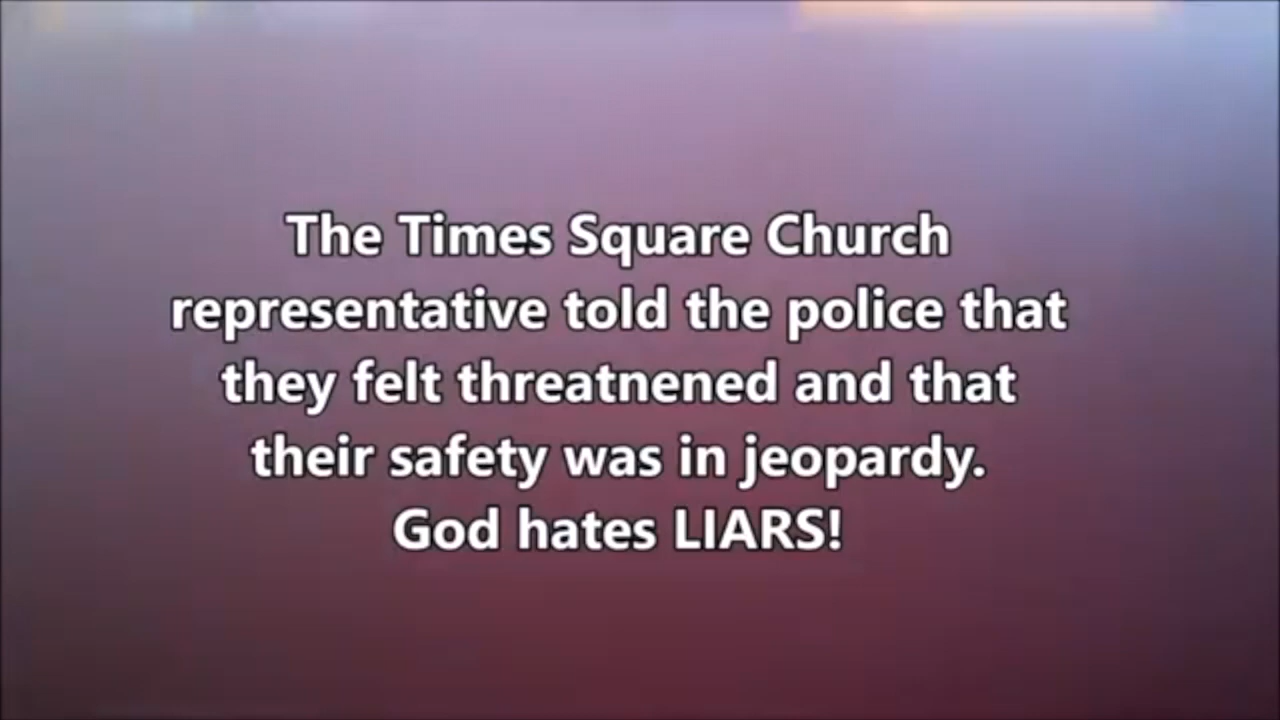 The Times Square Church
representative told the police that
they felt threatnened and that
their safety was in jeopardy.
God hates LIARS!